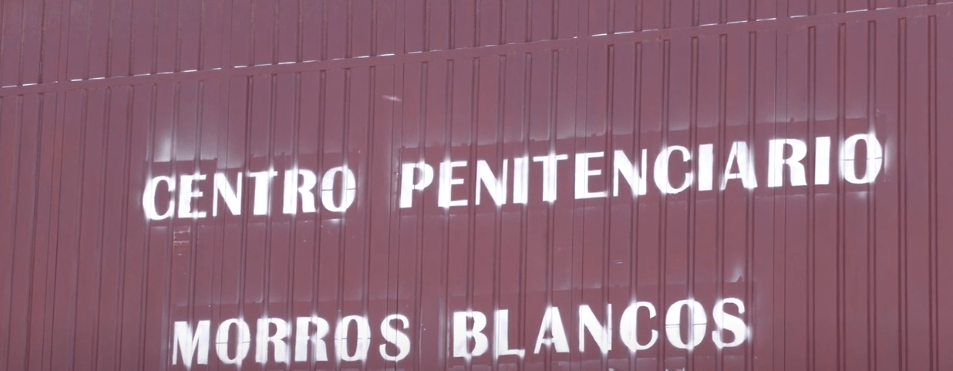 CENTRO PENITENCIARIO
MORROS BLANCOS